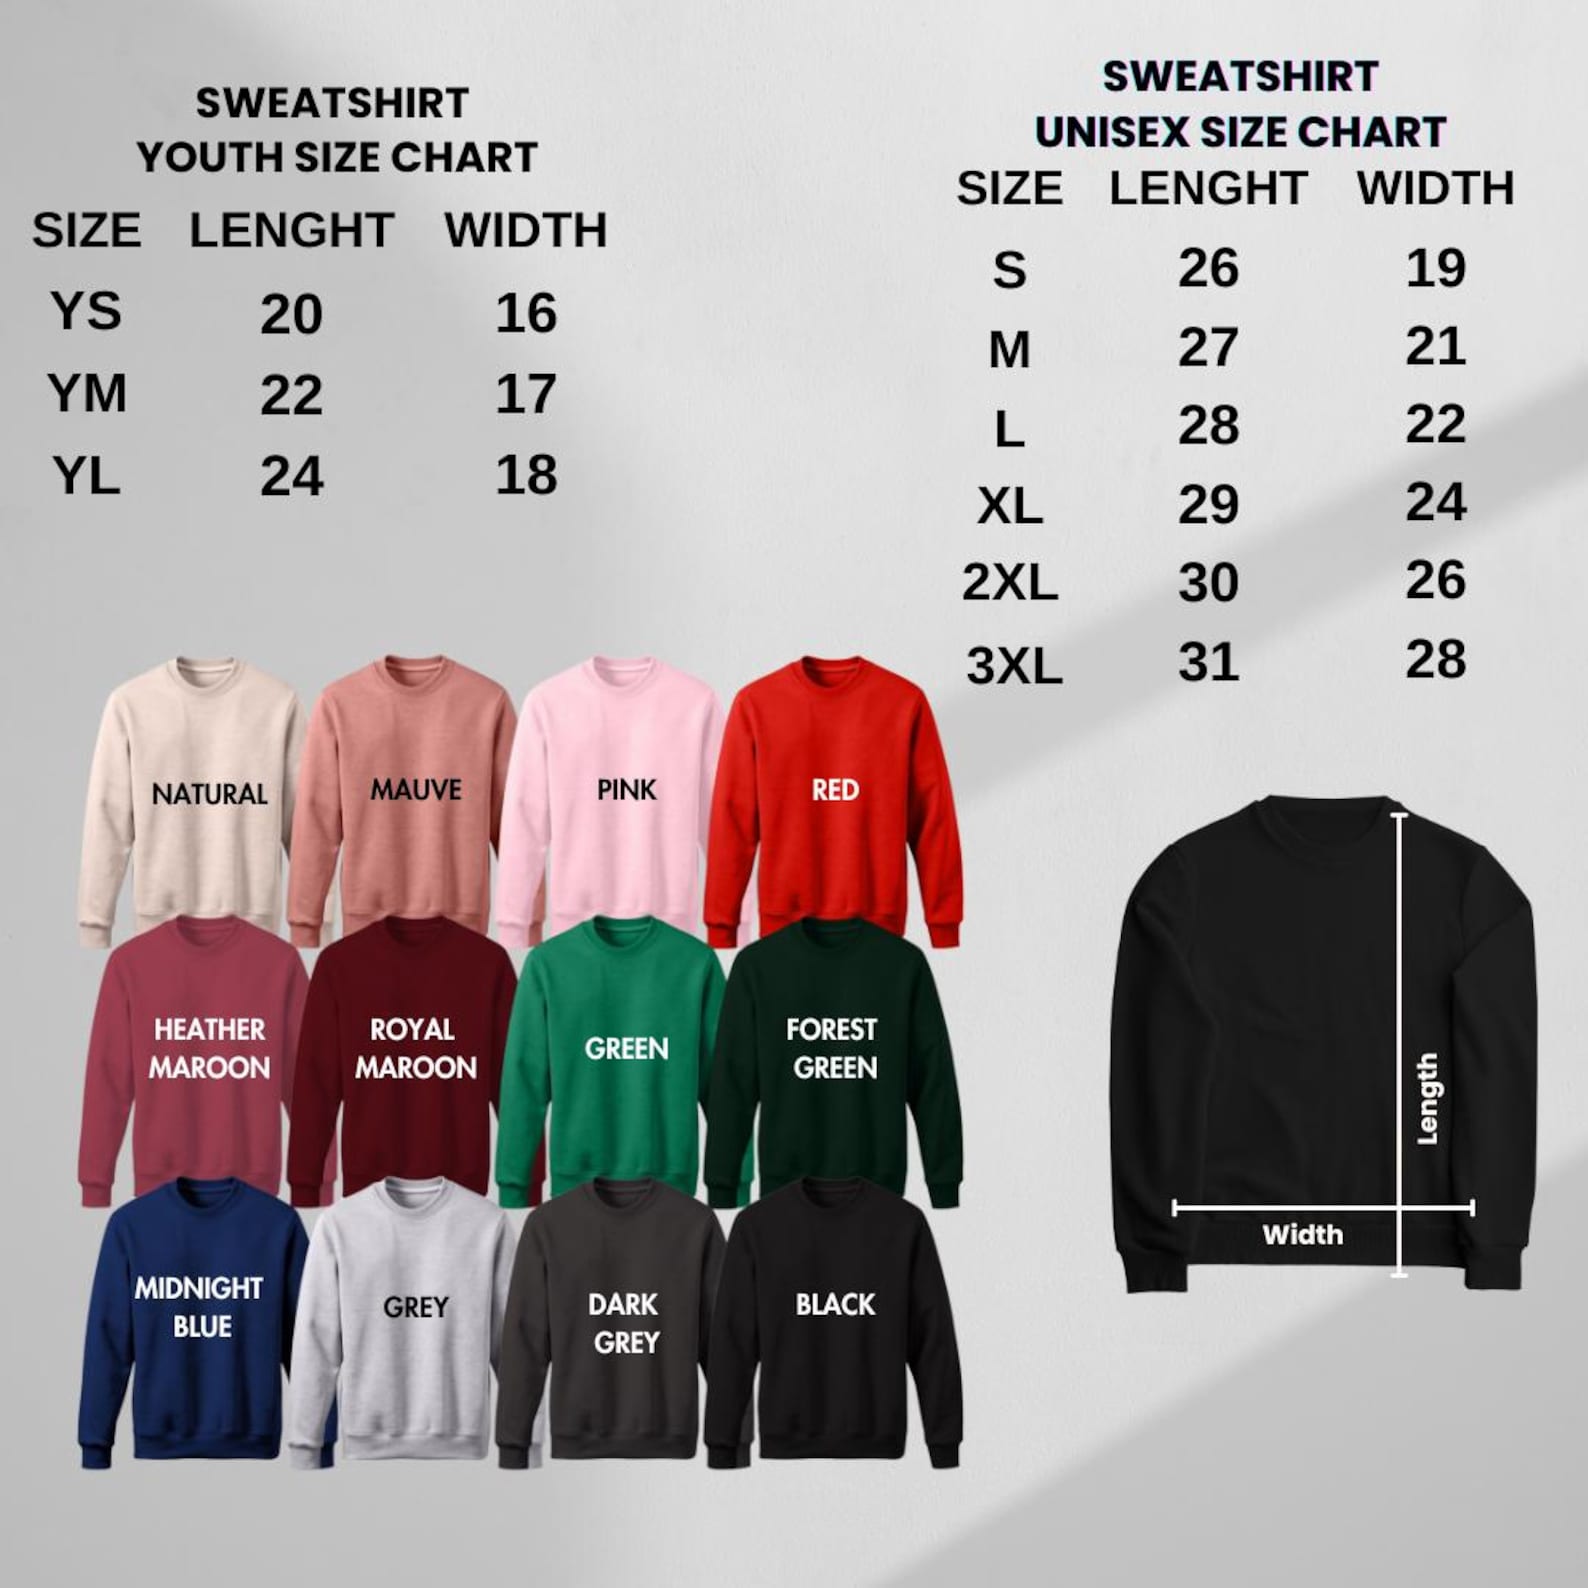 SWEATSHIRT
YOUTH SIZE CHART
SIZE LENGHT WIDTH
YS 20 16
YM 22 17
YL 24 18
SWEATSHIRT
UNISEX SIZE CHART
SIZE LENGHT WIDTH
S 26 19
M 27 21
L 28 22
XL 29 24
2XL 30 26
3XL 31 28
NATURAL
MAUVE
PINK
RED
HEATHER
MAROON
ROYAL
MAROON
GREEN
FOREST
GREEN
MIDNIGHT
BLUE
GREY
DARK
GREY
BLACK
Length
Width